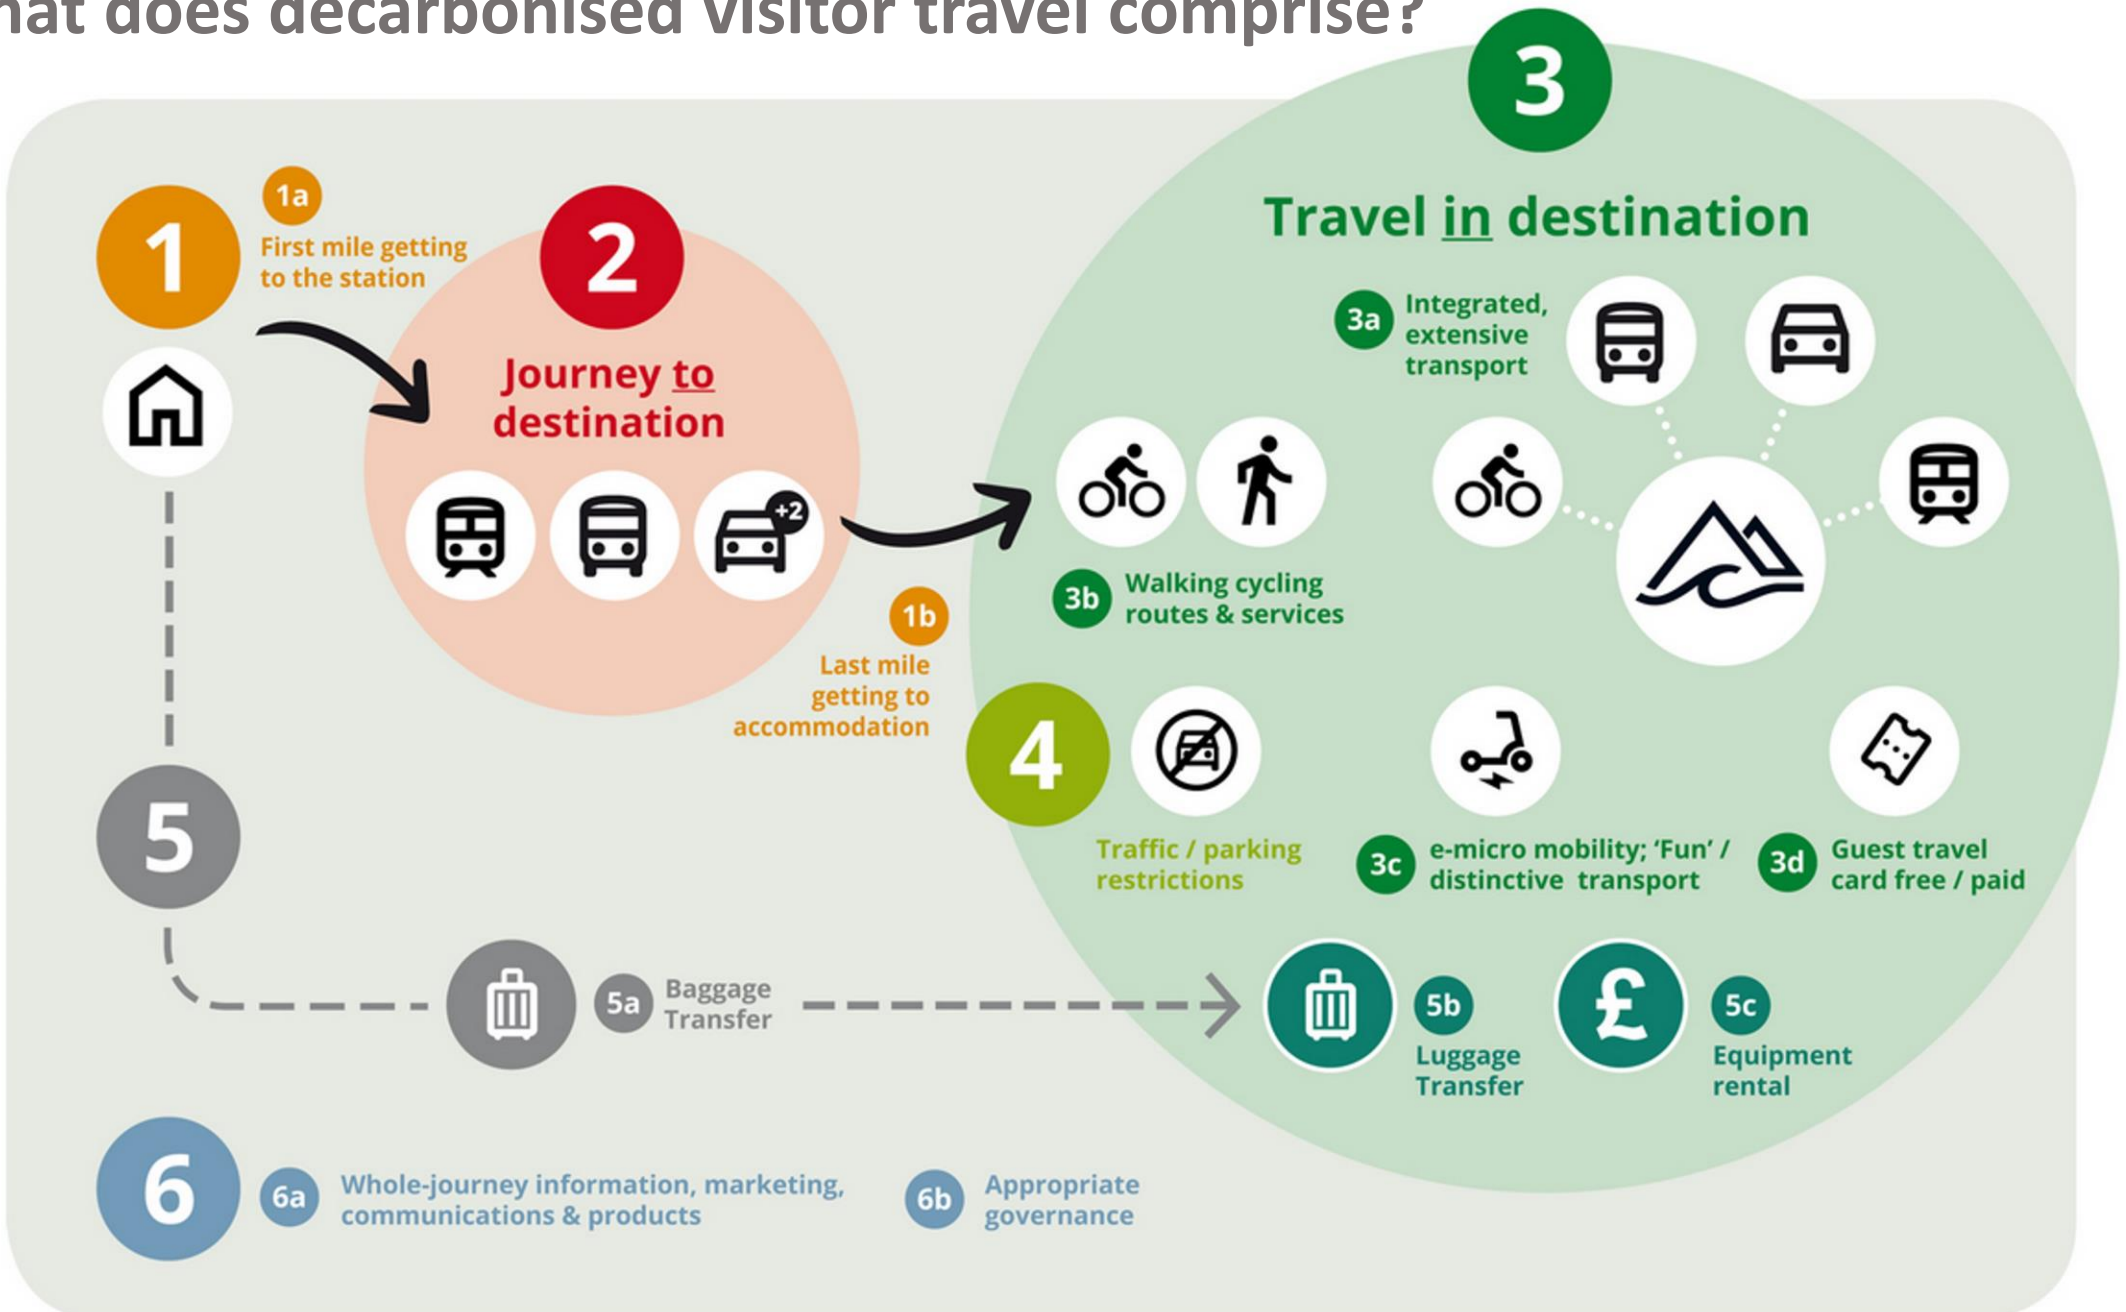 hat does decarbonised visitor travel comprise?
3
Travel in destination
1
1a
First mile getting
to the station
2
Journey to
destination
+2
1b
Last mile
getting to
accommodation
3a
Integrated,
extensive
transport
3b
Walking cycling
routes & services
4
Traffic / parking
restrictions
3c
e-micro mobility; ‘Fun’ /
distinctive transport
3d
Guest travel
card free / paid
5
5a
Baggage
Transfer
5b
Luggage
Transfer
£
5c
Equipment
rental
6
6a
Whole-journey information, marketing,
communications & products
6b
Appropriate
governance